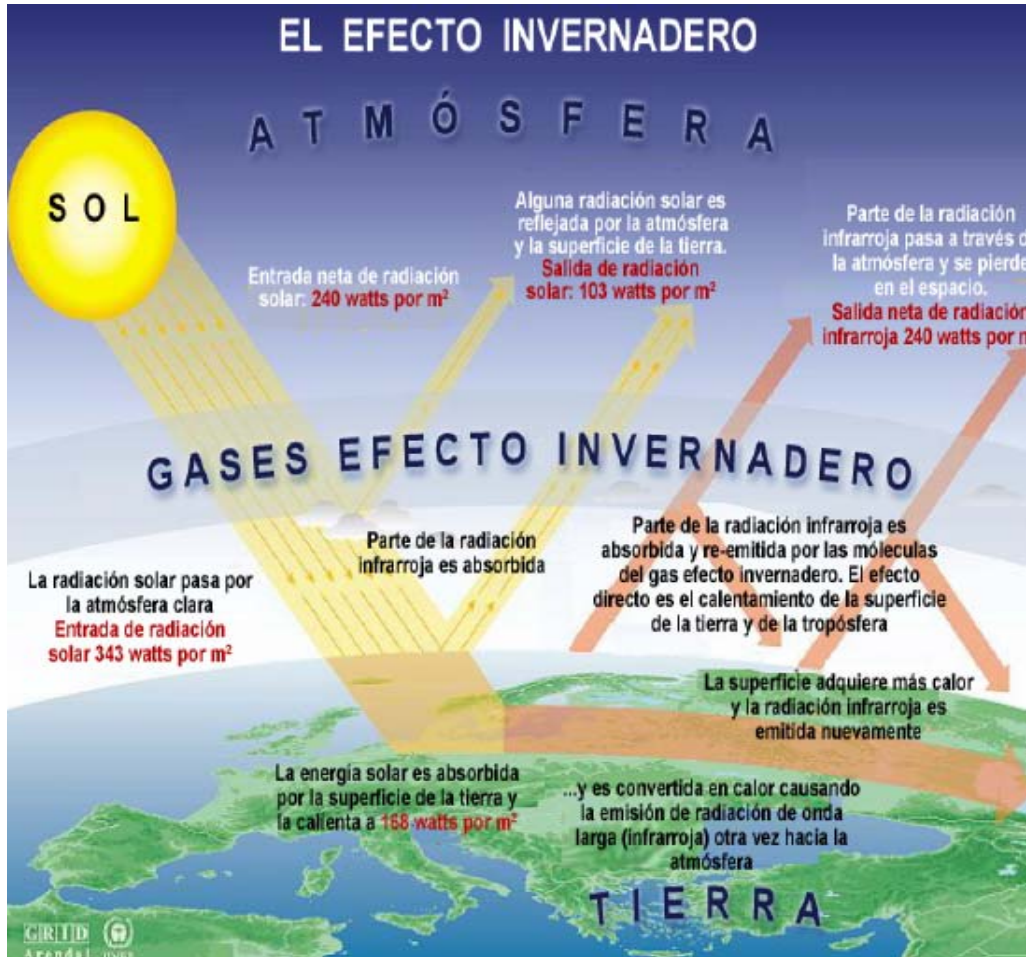 EL EFECTO INVERNADERO
ATMÓSFERA
SOL
Entrada neta de radiación
solar: 240 watts por m²
Alguna radiación solar es
reflejada por la atmósfera
y la superficie de la tierra.
Salida de radiación
solar: 103 watts por m²
Parte de la radiación
infrarroja pasa a través d
la atmósfera y se pierde
en el espacio.
Salida neta de radiación
infrarroja 240 watts por m
GASES EFECTO INVERNADERO
La radiación solar pasa por
la atmósfera clara
Entrada de radiación
solar 343 watts por m²
Parte de la radiación
infrarroja es absorbida
Parte de la radiación infrarroja es
absorbida y re-emitida por las móleculas
del gas efecto invernadero. El efecto
directo es el calentamiento de la superficie
de la tierra y de la tropósfera
La superficie adquiere más calor
y la radiación infrarroja es
emitida nuevamente
La energía solar es absorbida
por la superficie de la tierra y
la calienta a 168 watts por m²
...y es convertida en calor causando
la emisión de radiación de onda
larga (infrarroja) otra vez hacia la
atmósfera
TIERRA
GRID
Arendal